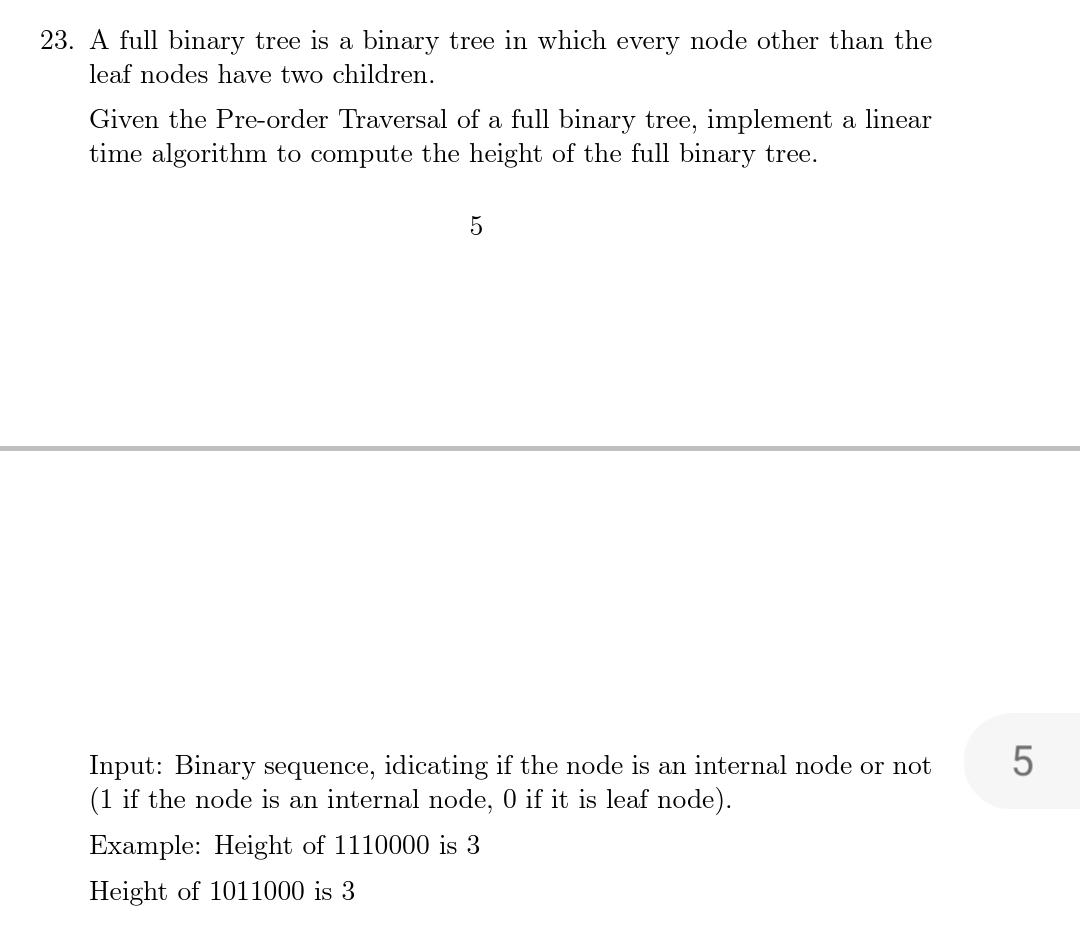 23. A full binary tree is a binary tree in which every node other than the
leaf nodes have two children.
Given the Pre-order Traversal of a full binary tree, implement a linear
time algorithm to compute the height of the full binary tree.
5
Input: Binary sequence, idicating if the node is an internal node or not
(1 if the node is an internal node, 0 if it is leaf node).
5
Example: Height of 1110000 is 3
Height of 1011000 is 3